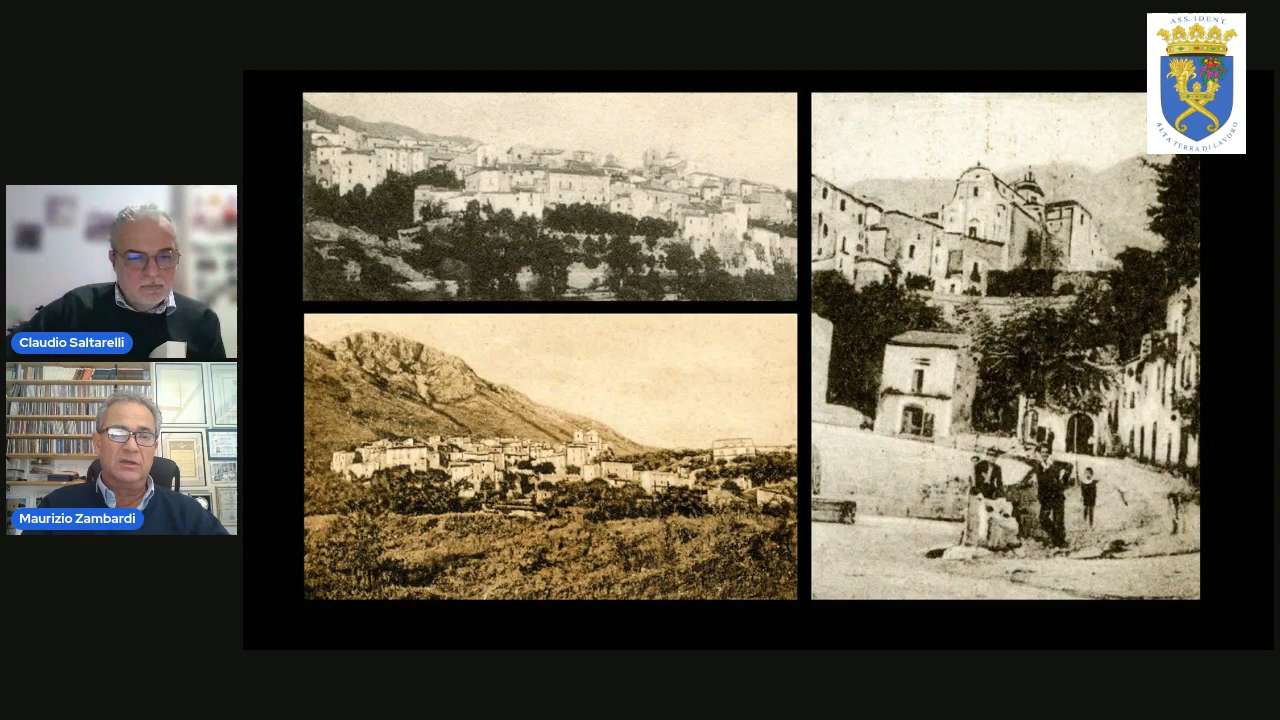 ASS. IDENT.
ALTA TERRA DI LAVORO
Claudio Saltarelli
Maurizio Zambardi